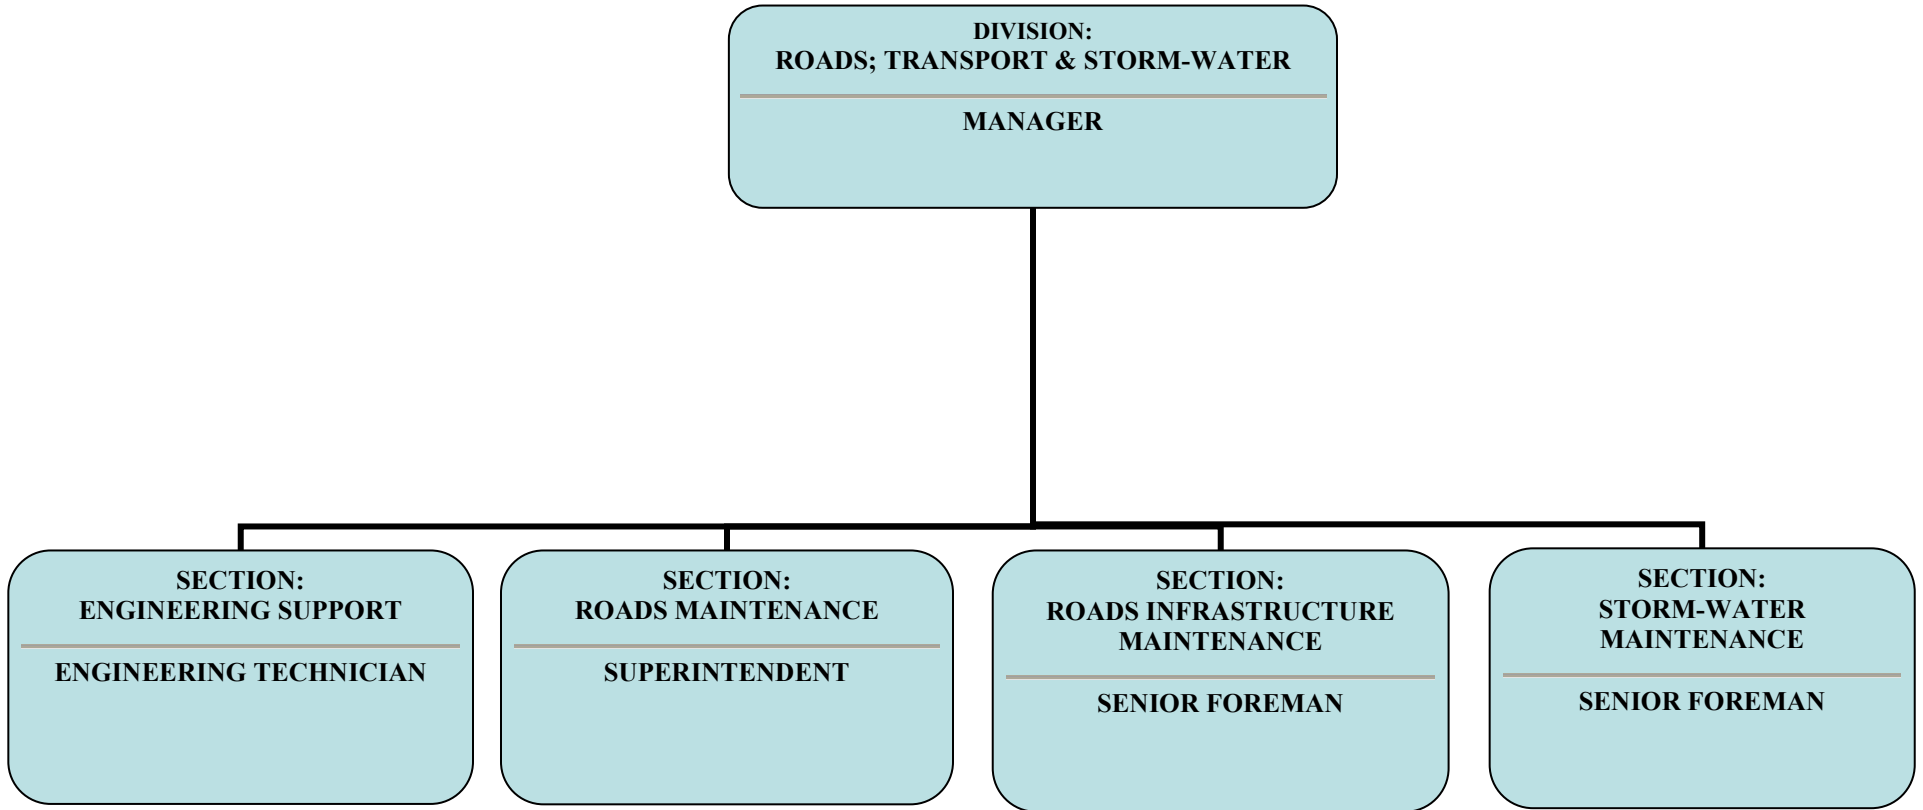 DIVISION:
ROADS; TRANSPORT & STORM-WATER
MANAGER
SECTION:
ENGINEERING SUPPORT
ENGINEERING TECHNICIAN
SECTION:
ROADS MAINTENANCE
SUPERINTENDENT
SECTION:
ROADS INFRASTRUCTURE
MAINTENANCE
SENIOR FOREMAN
SECTION:
STORM-WATER
MAINTENANCE
SENIOR FOREMAN